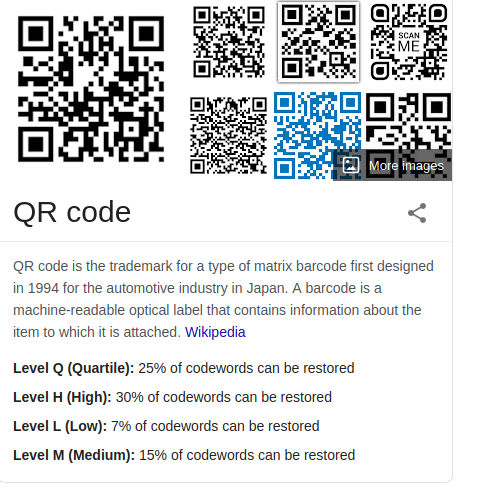 SCAN
ME
More images
QR code
QR code is the trademark for a type of matrix barcode first designed
in 1994 for the automotive industry in Japan. A barcode is a
machine-readable optical label that contains information about the
item to which it is attached. Wikipedia
Level Q (Quartile): 25% of codewords can be restored
Level H (High): 30% of codewords can be restored
Level L (Low): 7% of codewords can be restored
Level M (Medium): 15% of codewords can be restored